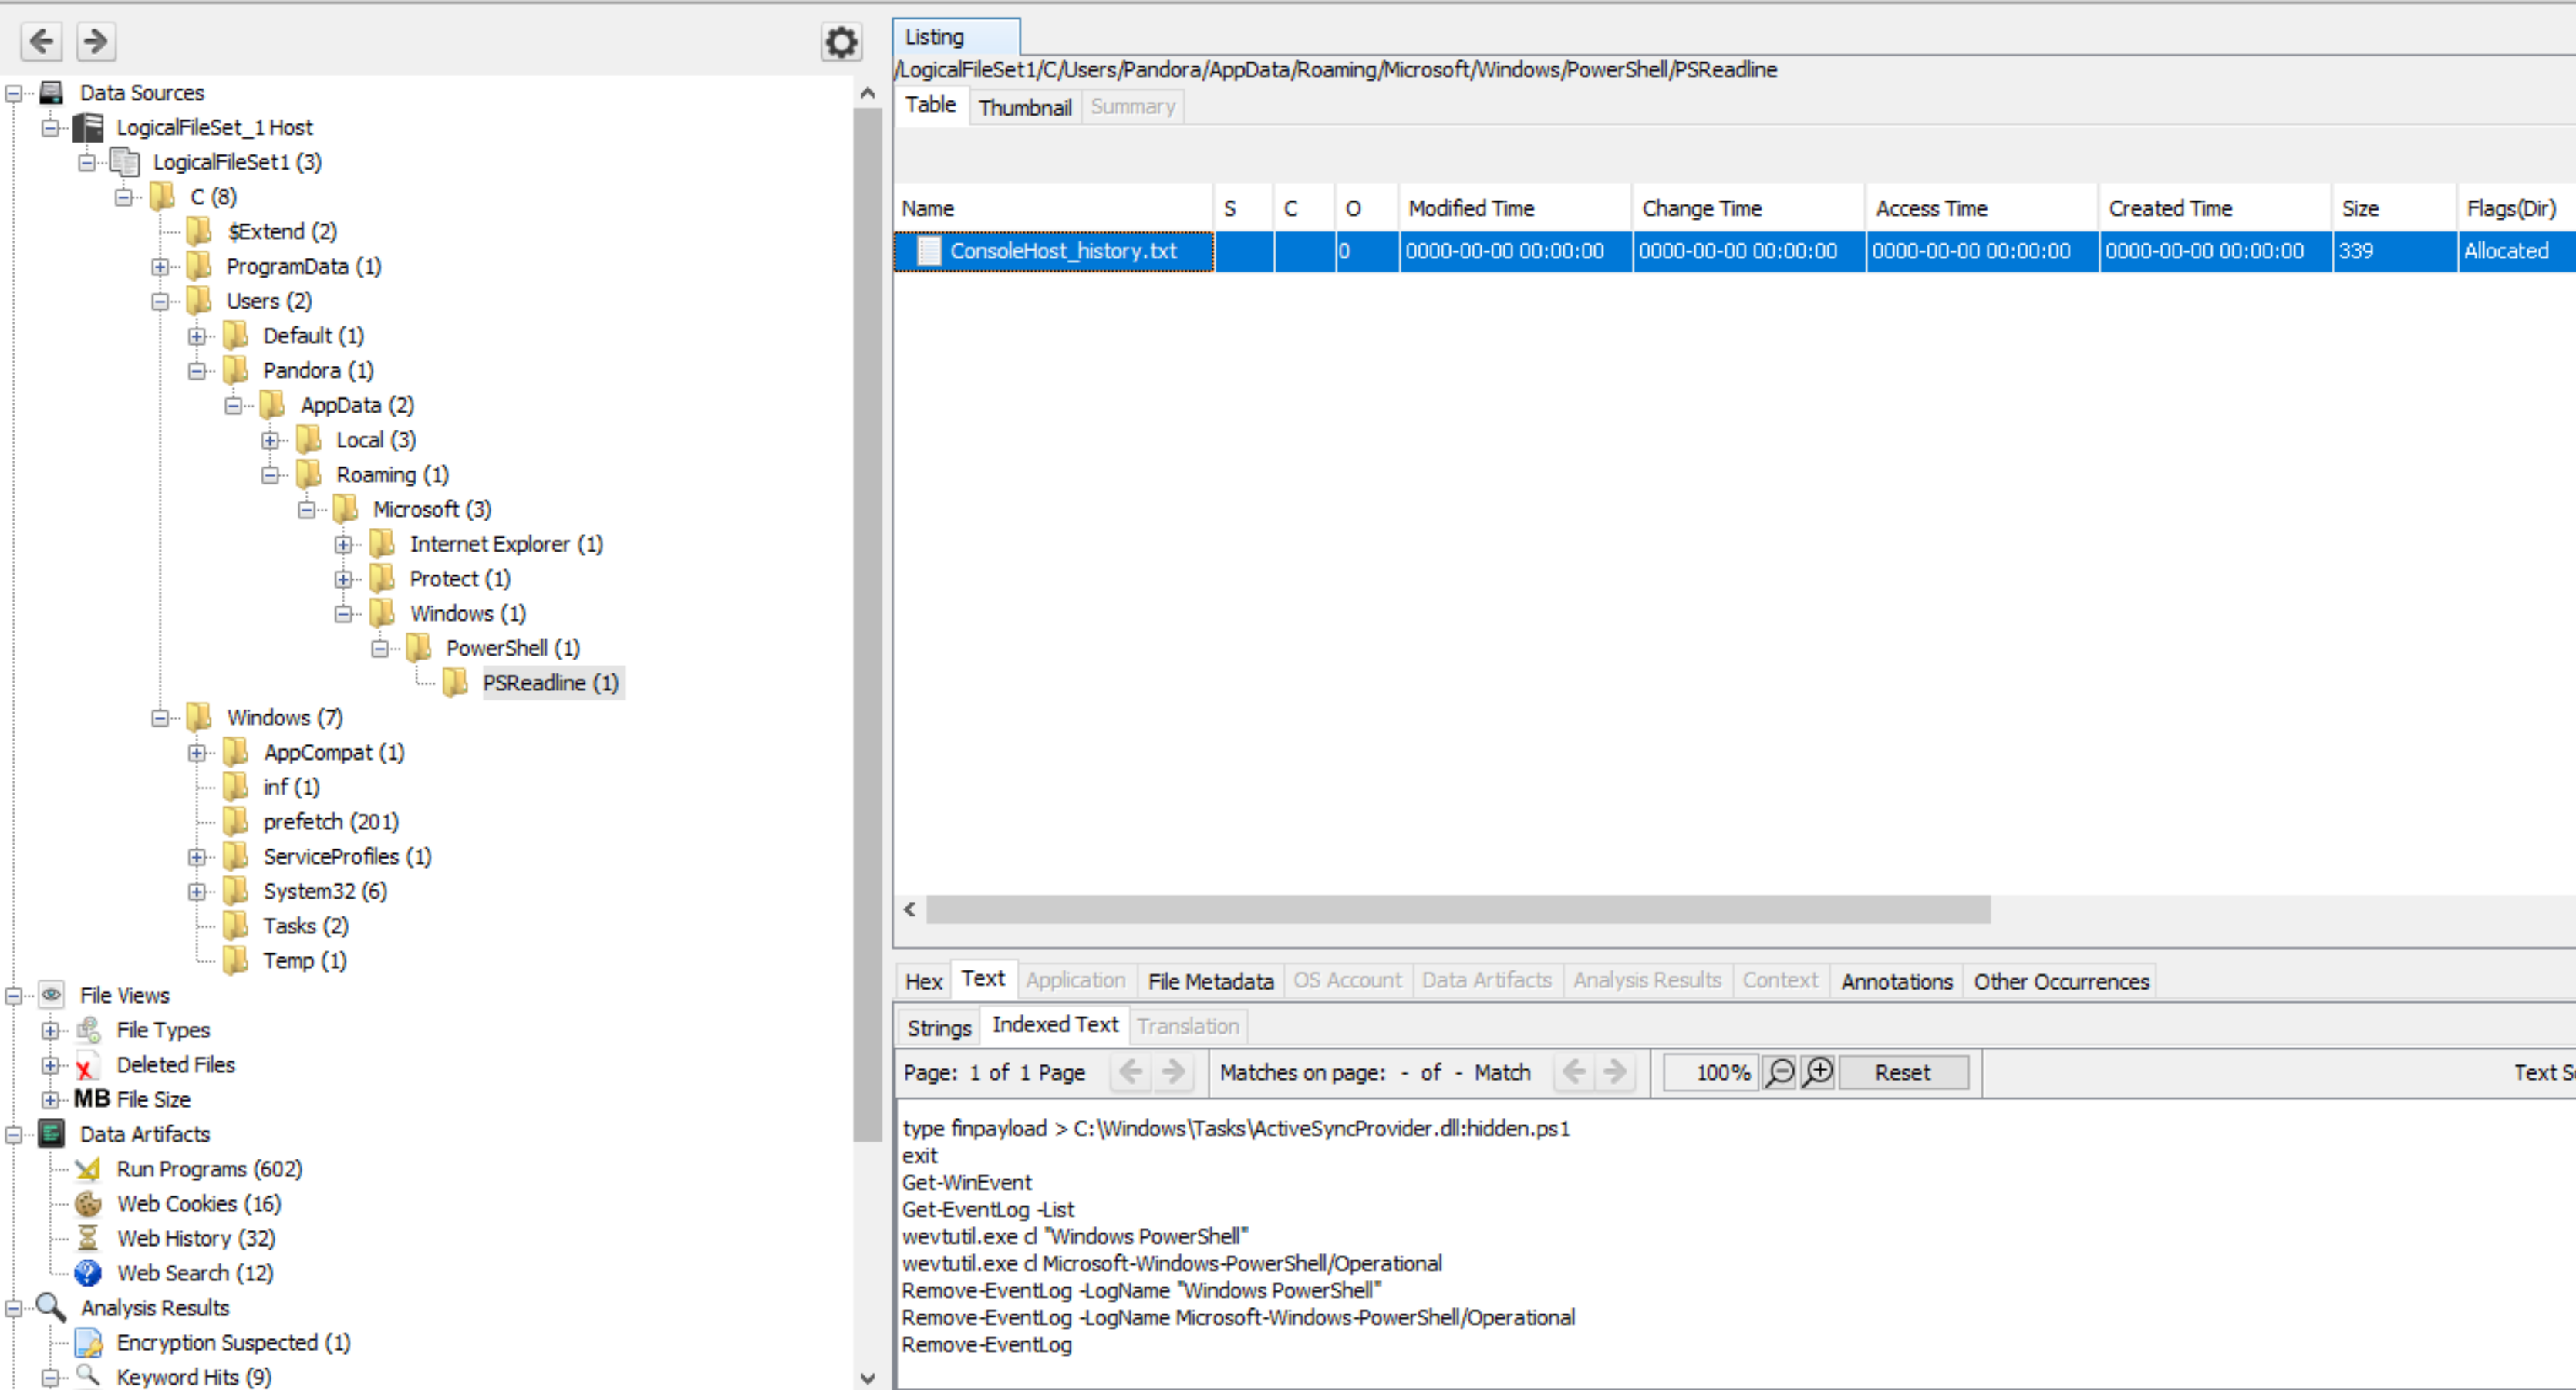 Data Sources
LogicalFileSet_1 Host
LogicalFileSet1 (3)
C (8)
$Extend (2)
ProgramData (1)
Users (2)
Default (1)
Pandora (1)
AppData (2)
Local (3)
Roaming (1)
Microsoft (3)
Internet Explorer (1)
Protect (1)
Windows (1)
PowerShell (1)
PSReadline (1)
Windows (7)
AppCompat (1)
inf (1)
prefetch (201)
ServiceProfiles (1)
System32 (6)
Tasks (2)
Temp (1)
File Views
File Types
Deleted Files
MB File Size
Data Artifacts
Run Programs (602)
Web Cookies (16)
Web History (32)
Web Search (12)
Analysis Results
Encryption Suspected (1)
Keyword Hits (9)
Listing
/LogicalFileSet1/C/Users/Pandora/AppData/Roaming/Microsoft/Windows/PowerShell/PSReadline
Table Thumbnail Summary
Name S C O Modified Time Change Time Access Time Created Time Size Flags(Dir)
ConsoleHost_history.txt 0 0000-00-00 00:00:00 0000-00-00 00:00:00 0000-00-00 00:00:00 0000-00-00 00:00:00 339 Allocated
Hex Text Application File Metadata OS Account Data Artifacts Analysis Results Context Annotations Other Occurrences
Strings Indexed Text Translation
Page: 1 of 1 Page Matches on page: - of - Match 100% Reset Text S
type finpayload > C:\Windows\Tasks\ActiveSyncProvider.dll:hidden.ps1
exit
Get-WinEvent
Get-EventLog -List
wevtutil.exe cl "Windows PowerShell"
wevtutil.exe cl Microsoft-Windows-PowerShell/Operational
Remove-EventLog -LogName "Windows PowerShell"
Remove-EventLog -LogName Microsoft-Windows-PowerShell/Operational
Remove-EventLog